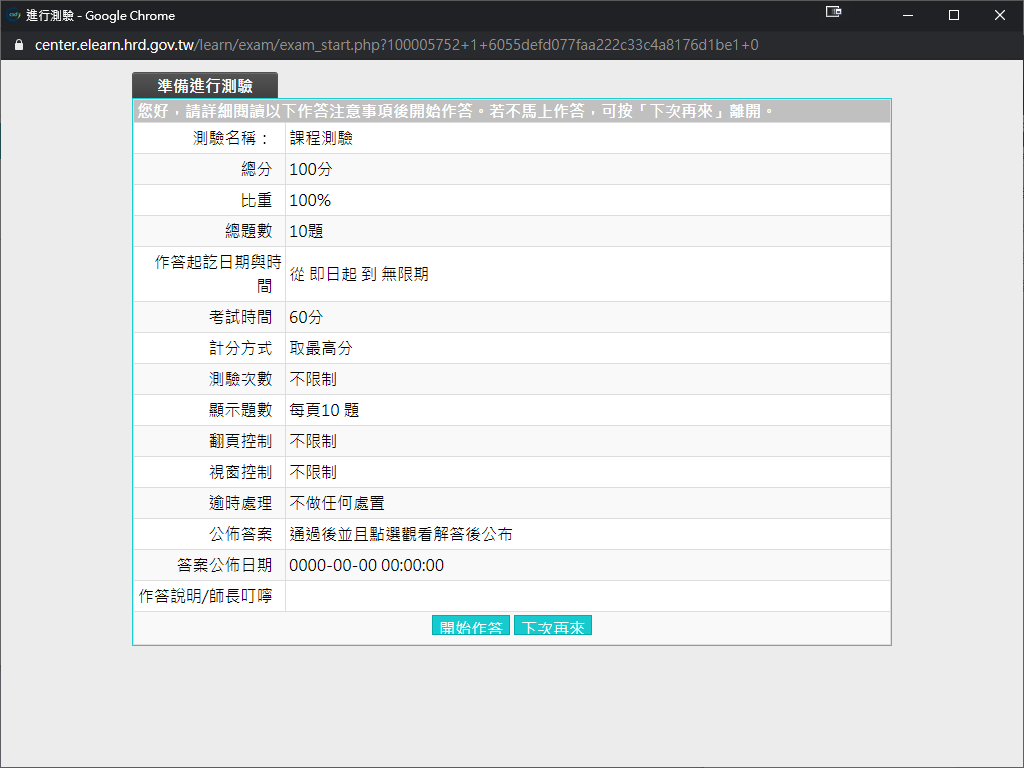 進行測驗 - Google Chrome
center.elearn.hrd.gov.tw/learn/exam/exam_start.php?100005752+1+6055defd077faa222c33c4a8176d1be1+0
準備進行測驗
您好，請詳細閱讀以下作答注意事項後開始作答。若不馬上作答，可按「下次再來」離開。
測驗名稱： 課程測驗
總分 100分
比重 100%
總題數 10題
作答起訖日期與時
間 從 即日起 到 無限期
考試時間 60分
計分方式 取最高分
測驗次數 不限制
顯示題數 每頁10 題
翻頁控制 不限制
視窗控制 不限制
逾時處理 不做任何處置
公佈答案 通過後並且點選觀看解答後公布
答案公佈日期 0000-00-00 00:00:00
作答說明/師長叮嚀
開始作答 下次再來